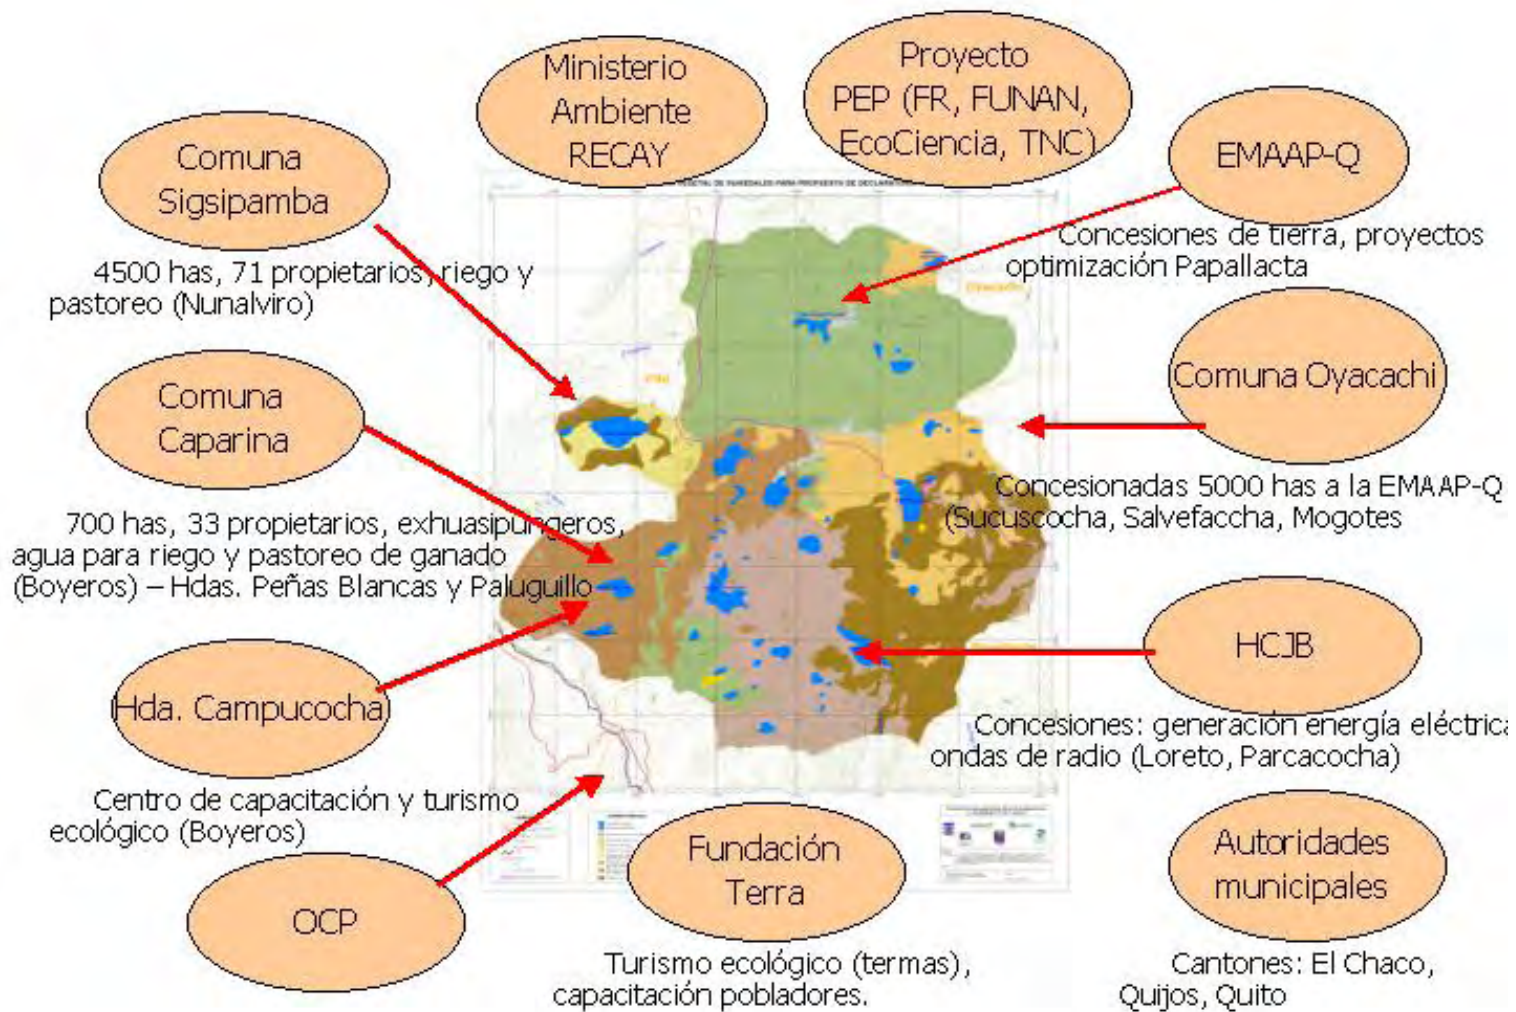 Ministerio
Ambiente
RECAY
Proyecto
PEP (FR, FUNAN,
EcoCiencia, TNC)
EMAAP-Q
Concesiones de tierra, proyectos
optimización Papallacta
Comuna
Sigsipamba
4500 has, 71 propietarios, riego y
pastoreo (Nunalviro)
Comuna Oyacachi
Concesionadas 5000 has a la EMAAP-Q
(Sucuscocha, Salvefaccha, Mogotes
Comuna
Caparina
700 has, 33 propietarios, exhuasipungeros,
agua para riego y pastoreo de ganado
(Boyeros) – Hdas. Peñas Blancas y Paluguillo
HCJB
Concesiones: generación energía eléctrica
ondas de radio (Loreto, Parcacocha)
Hda. Campucocha
Centro de capacitación y turismo
ecológico (Boyeros)
OCP
Fundación
Terra
Turismo ecológico (termas),
capacitación pobladores.
Autoridades
municipales
Cantones: El Chaco,
Quijos, Quito